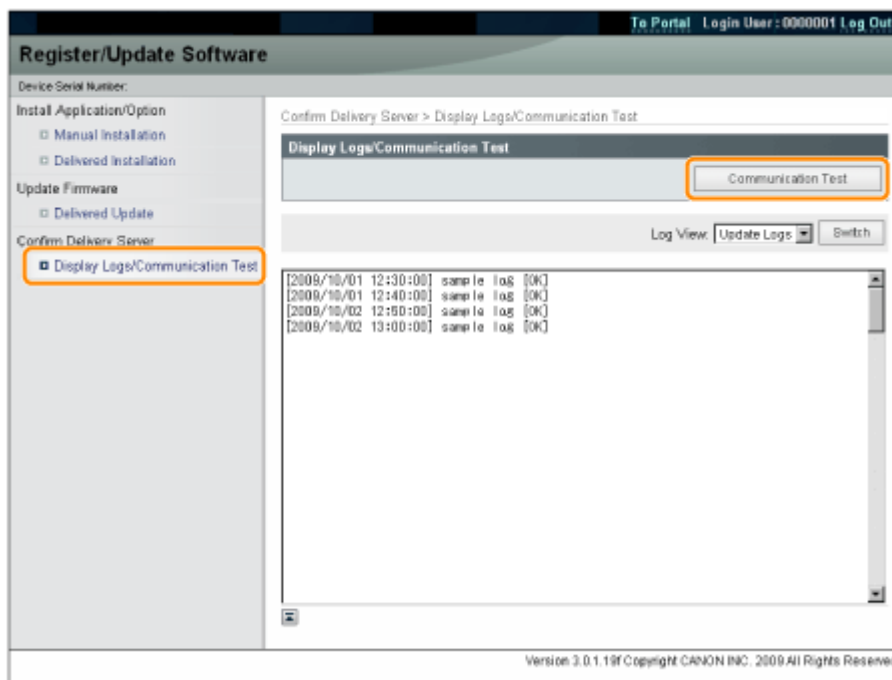 To Portal Login User : 0000001 Log Out
Register/Update Software
Device Serial Number:
Install Application/Option
Manual Installation
Delivered Installation
Update Firmware
Delivered Update
Confirm Delivery Server
Display Logs/Communication Test
Confirm Delivery Server > Display Logs/Communication Test
Display Logs/Communication Test
Communication Test
Log View: Update Logs Switch
[2009/10/01 12:30:00] sample log [OK]
[2009/10/01 12:40:00] sample log [OK]
[2009/10/02 12:50:00] sample log [OK]
[2009/10/02 13:00:00] sample log [OK]
Version 3.0.1.19f Copyright CANON INC. 2009 All Rights Reserve